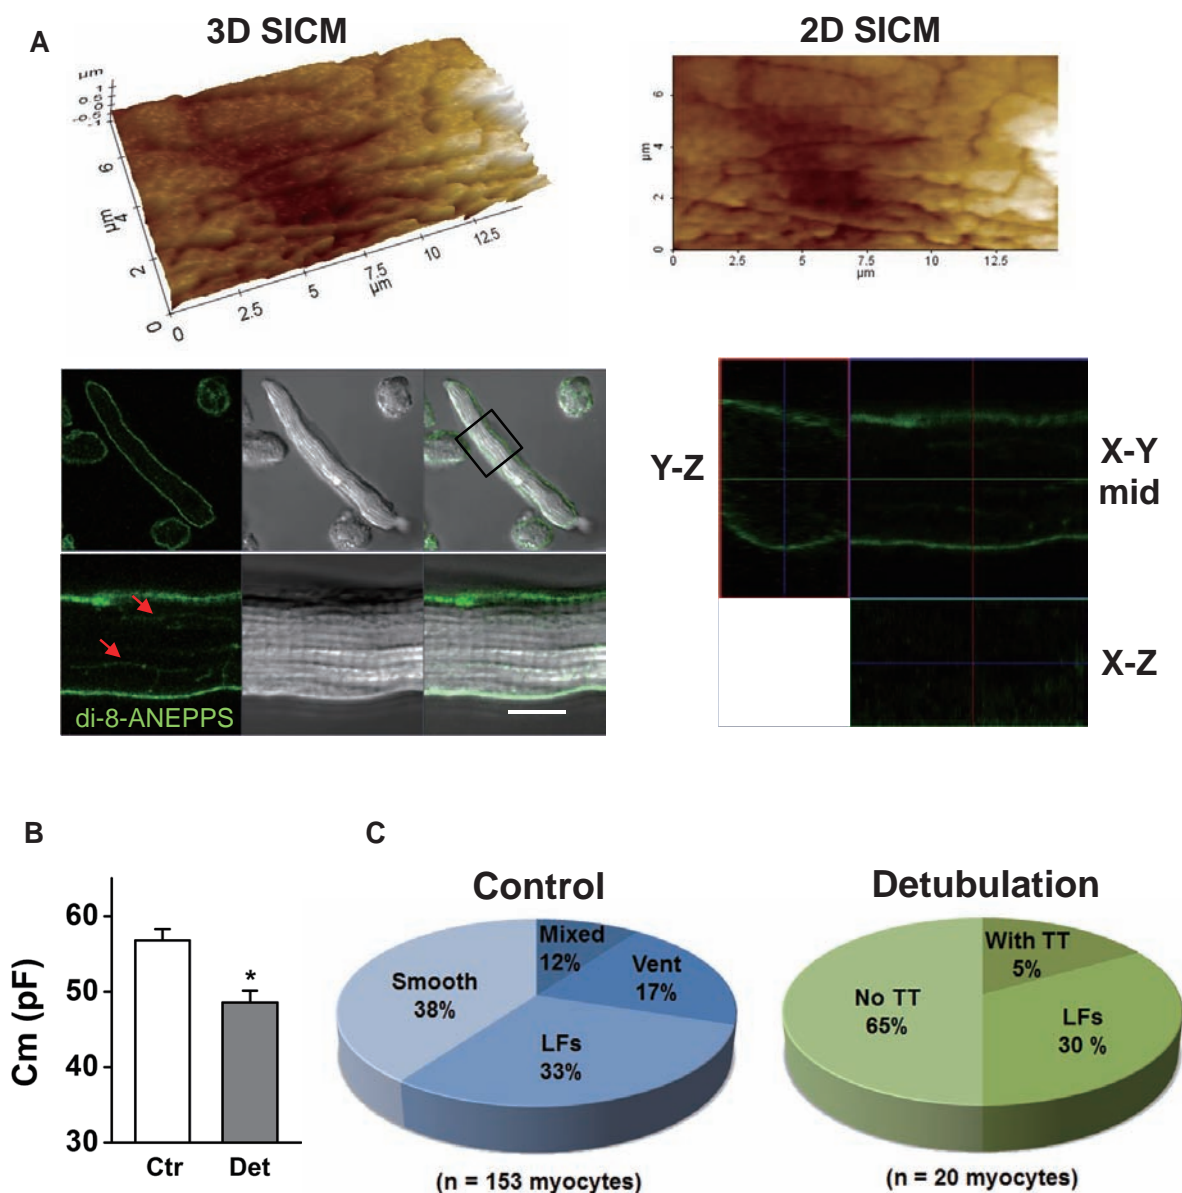 A
3D SICM
2D SICM
µm
0
2
4
6
µm
0
2.5
5
7.5
10
12.5
µm
6
4
2
0
µm
0
2.5
5
7.5
10
12.5
µm
Y-Z
X-Y
mid
X-Z
di-8-ANEPPS
B
Cm (pF)
60
50
40
30
*
Ctr
Det
C
Control
Mixed
12%
Vent
17%
Smooth
38%
LFs
33%
(n = 153 myocytes)
Detubulation
With TT
5%
No TT
65%
LFs
30 %
(n = 20 myocytes)